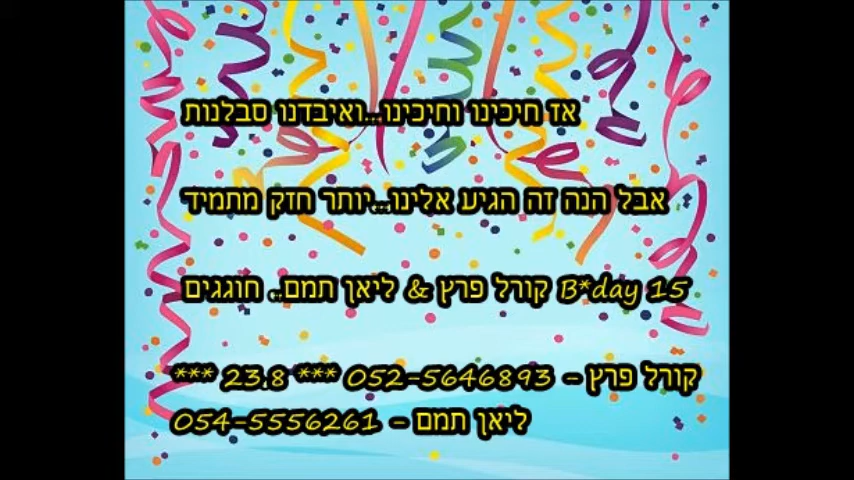 אז חיכינו וחיכינו...ואיבדנו סבלנות
אבל הנה זה הגיע אלינו...יותר חזק מתמיד
B*day 15 קורל פרץ & ליאן תמם.. חוגגים
קורל פרץ - 052-5646893 *** 23.8 ***
ליאן תמם - 054-5556261